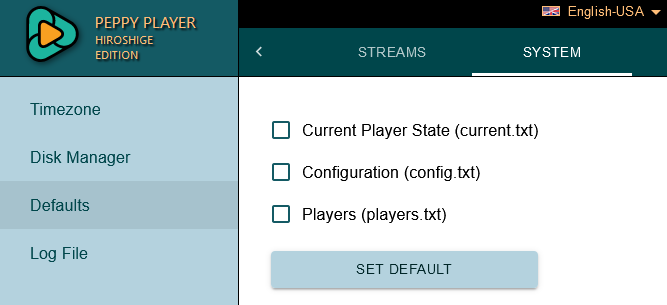 PEPPY PLAYER
HIROSHIGE
EDITION
English-USA
STREAMS
SYSTEM
Timezone
Disk Manager
Defaults
Log File
Current Player State (current.txt)
Configuration (config.txt)
Players (players.txt)
SET DEFAULT